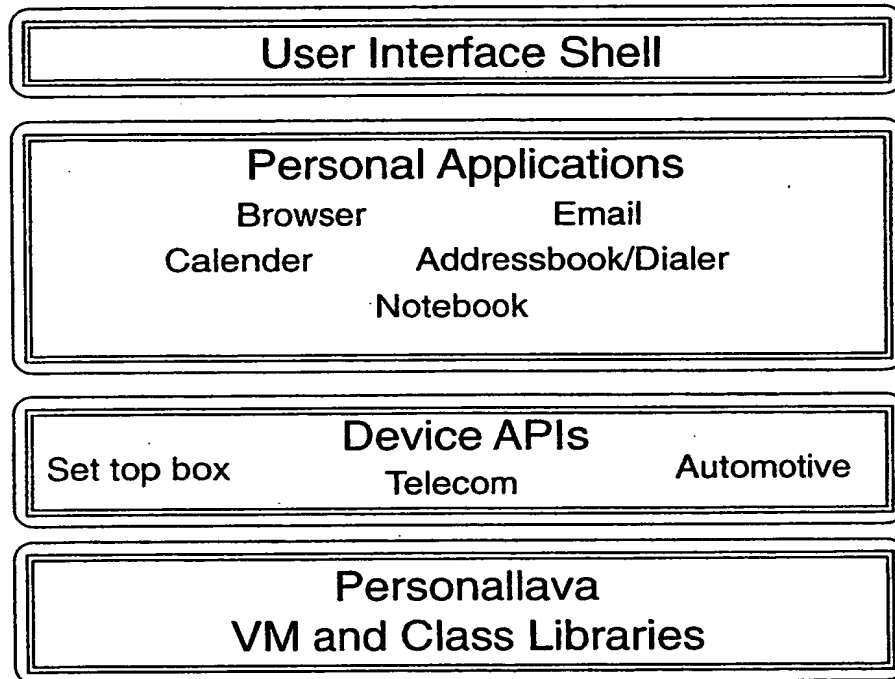 User Interface Shell
Personal Applications
Browser Email
Calender Addressbook/Dialer
Notebook
Device APIs
Set top box Telecom Automotive
Personallava
VM and Class Libraries